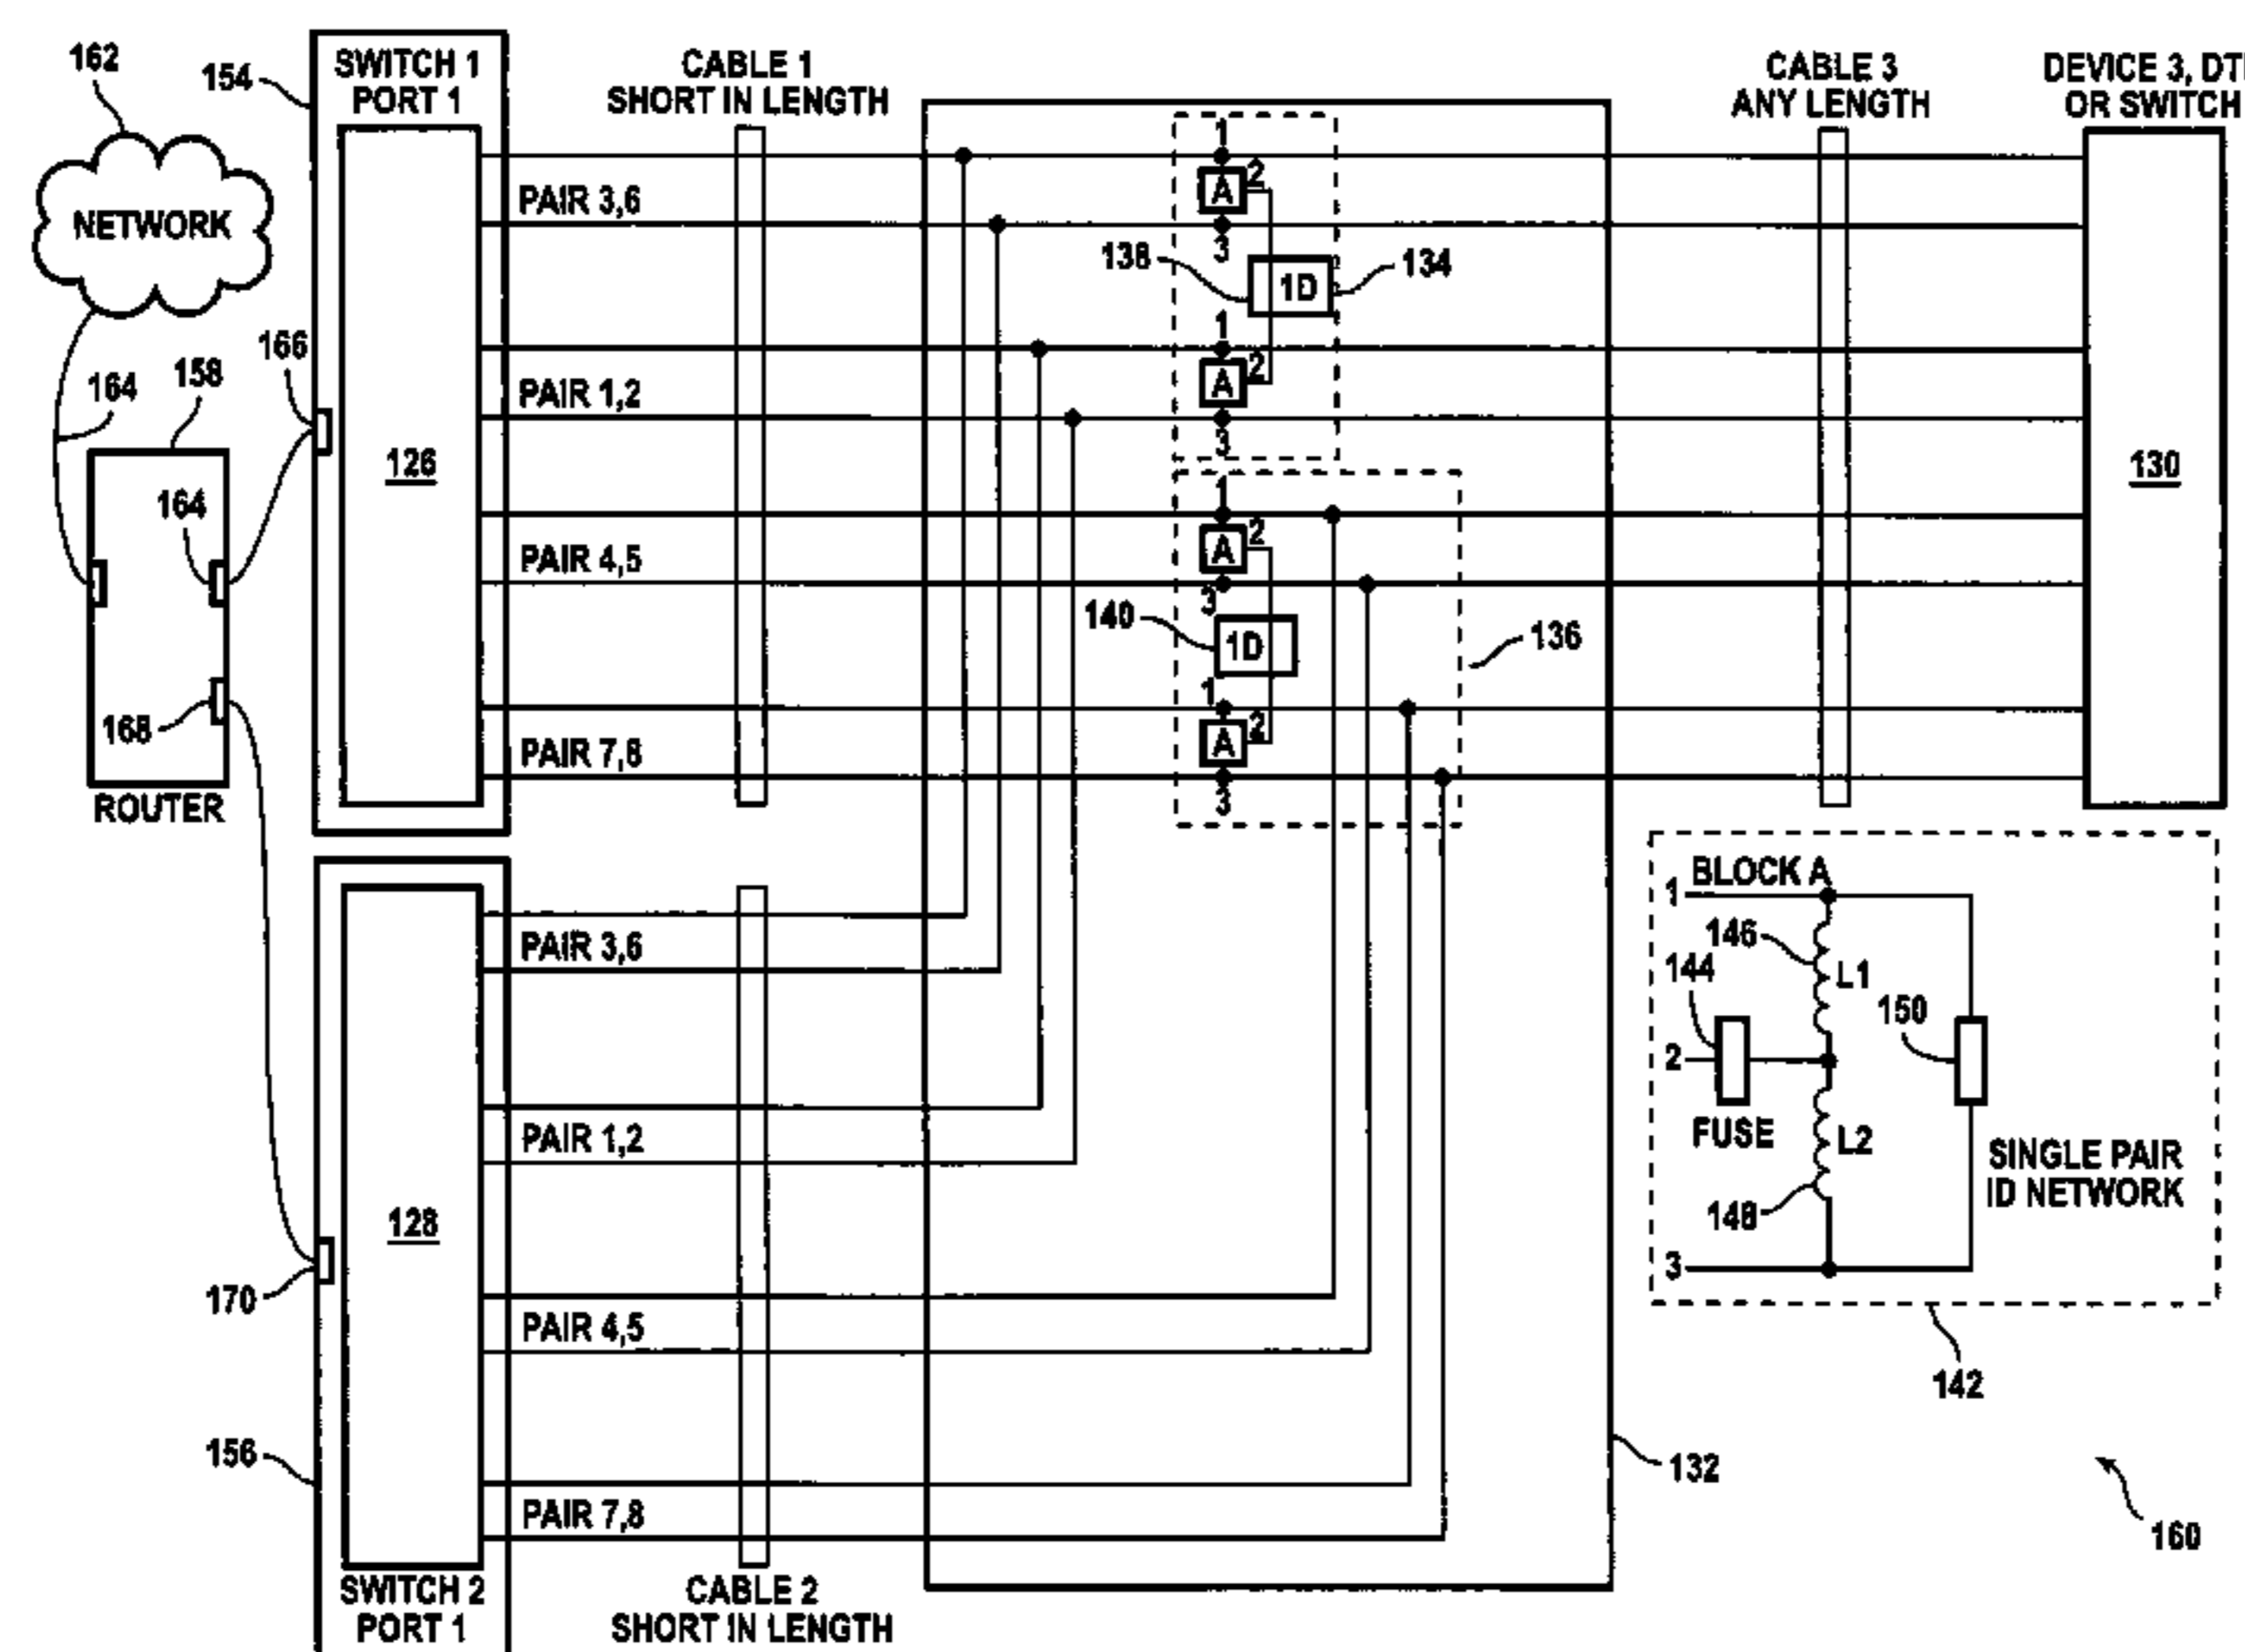 162
154
SWITCH 1
PORT 1
CABLE 1
SHORT IN LENGTH
CABLE 3
ANY LENGTH
DEVICE 3, DT
OR SWITCH
NETWORK
PAIR 3,6
1
A
2
3
138
1D
134
166
158
164
1
A
2
3
PAIR 1,2
126
130
164
1
A
2
3
PAIR 4,5
140
1D
136
168
1
A
2
3
PAIR 7,8
ROUTER
BLOCK A
1
146
144
L1
150
2
FUSE
L2
SINGLE PAIR
ID NETWORK
148
3
142
PAIR 3,6
PAIR 1,2
128
170
PAIR 4,5
156
132
PAIR 7,8
160
SWITCH 2
PORT 1
CABLE 2
SHORT IN LENGTH